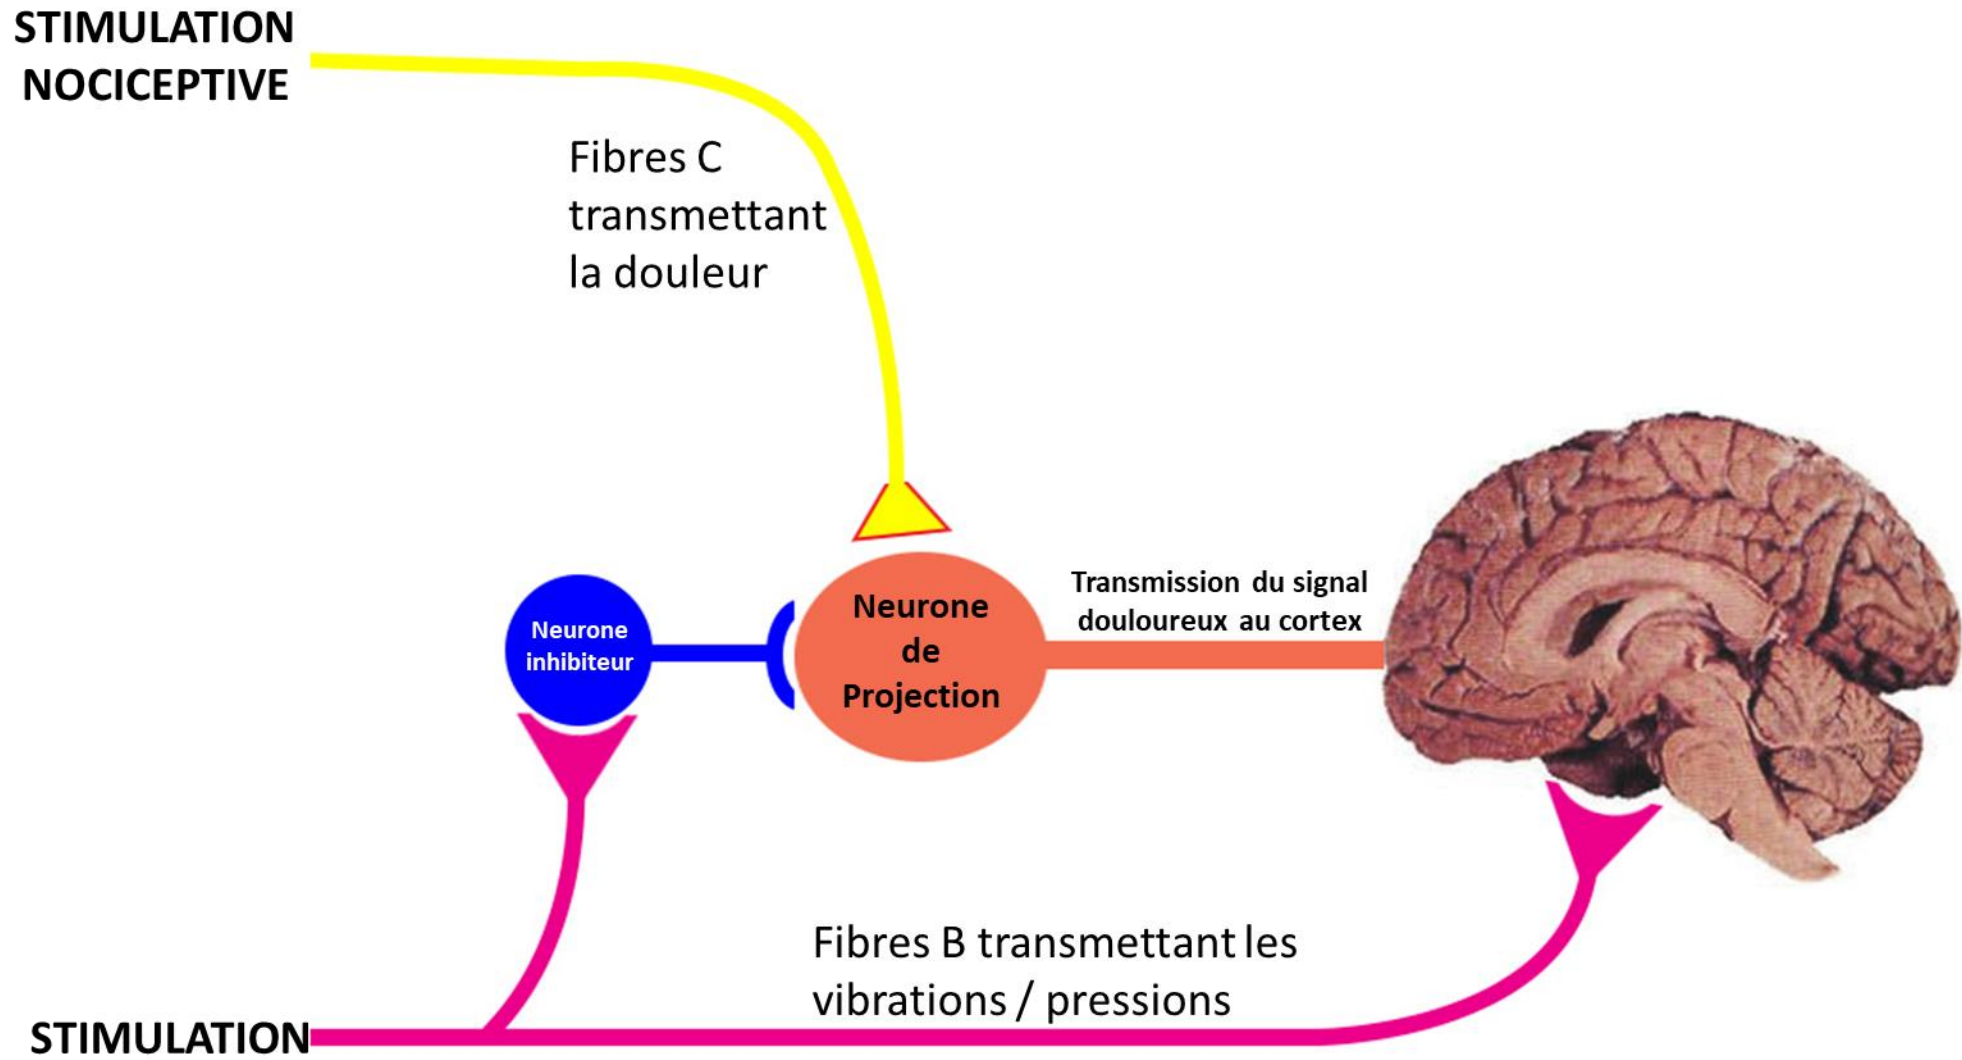 STIMULATION
NOCICEPTIVE
Fibres C
transmettant
la douleur
Neurone
inhibiteur
Neurone
de
Projection
Transmission du signal
douloureux au cortex
Fibres B transmettant les
vibrations / pressions
STIMULATION